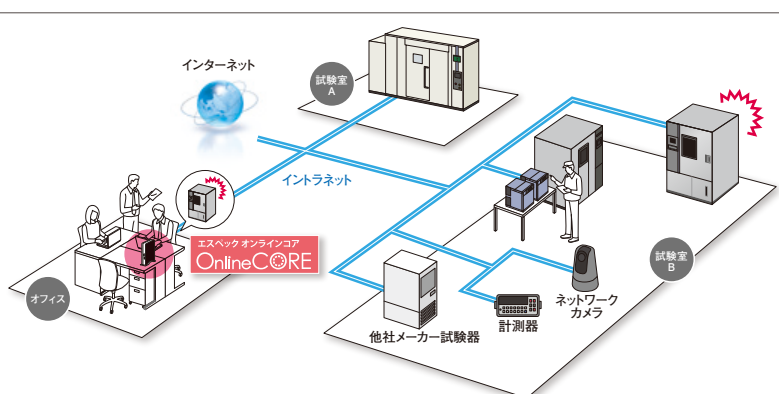 インターネット
試験室
A
イントラネット
エスペック オンラインコア
OnlineCORE
オフィス
試験室
B
ネットワーク
カメラ
計測器
他社メーカー試験器